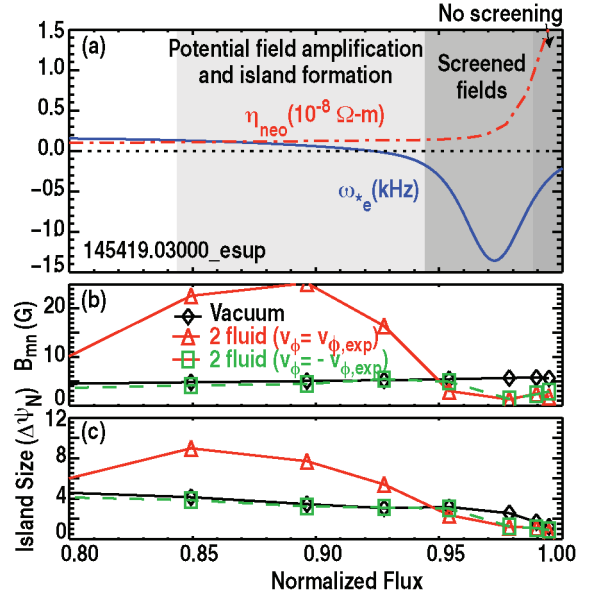 No screening
(a)
Potential field amplification
and island formation
Screened
fields
η_neo(10^-8 Ω-m)
ω_*e(kHz)
145419.03000_esup
1.5
1.0
0.5
0.0
−0.5
−10
−15
(b)
Vacuum
2 fluid (v_ϕ= v_ϕ,exp)
2 fluid (v_ϕ= - v_ϕ,exp)
B_mn (G)
20
10
0
(c)
Island Size (ΔΨ_N)
12
8
4
0
0.80 0.85 0.90 0.95 1.00
Normalized Flux